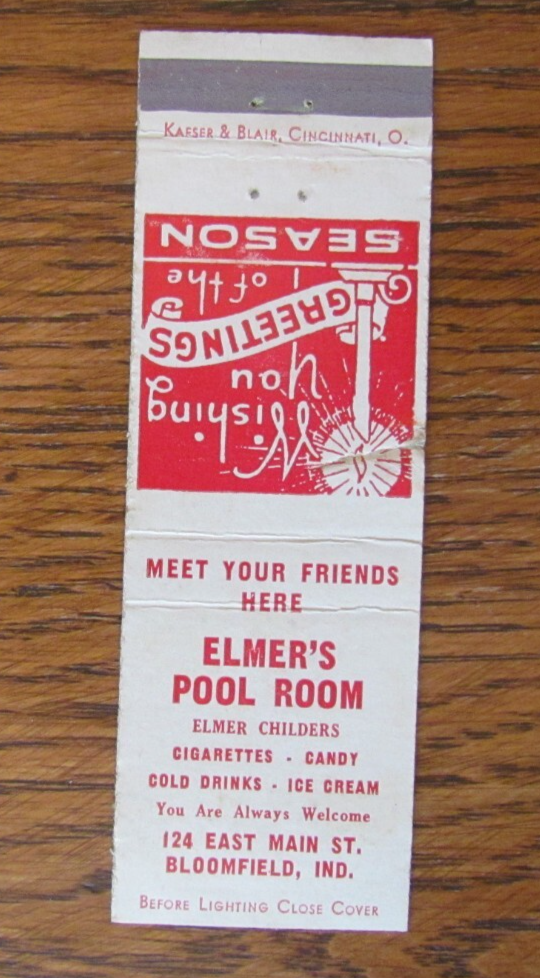 KAESER & BLAIR, CINCINNATI, O.
Wishing
You
GREETINGS
of the
SEASON
MEET YOUR FRIENDS
HERE
ELMER'S
POOL ROOM
ELMER CHILDERS
CIGARETTES - CANDY
COLD DRINKS - ICE CREAM
You Are Always Welcome
124 EAST MAIN ST.
BLOOMFIELD, IND.
BEFORE LIGHTING CLOSE COVER